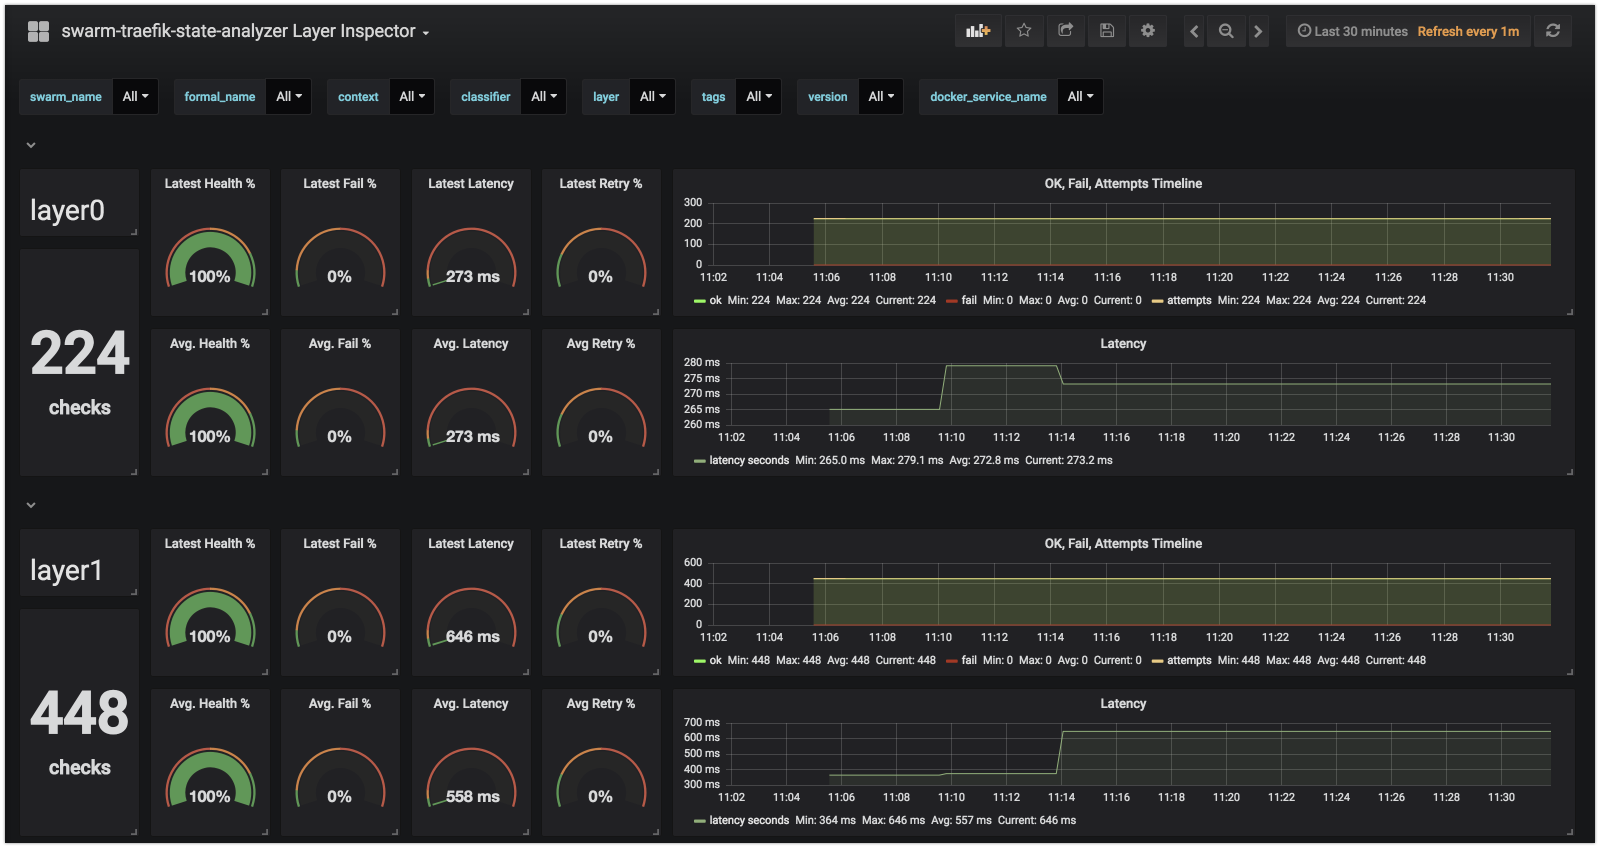 swarm-traefik-state-analyzer Layer Inspector
Last 30 minutes Refresh every 1m
swarm_name All formal_name All context All classifier All layer All tags All version All docker_service_name All
layer0
224
checks
Latest Health %
100%
Latest Fail %
0%
Latest Latency
273 ms
Latest Retry %
0%
Avg. Health %
100%
Avg. Fail %
0%
Avg. Latency
273 ms
Avg Retry %
0%
OK, Fail, Attempts Timeline
300
200
100
0
11:02 11:04 11:06 11:08 11:10 11:12 11:14 11:16 11:18 11:20 11:22 11:24 11:26 11:28 11:30
ok Min: 224 Max: 224 Avg: 224 Current: 224 fail Min: 0 Max: 0 Avg: 0 Current: 0 attempts Min: 224 Max: 224 Avg: 224 Current: 224
Latency
280 ms
275 ms
270 ms
265 ms
260 ms
11:02 11:04 11:06 11:08 11:10 11:12 11:14 11:16 11:18 11:20 11:22 11:24 11:26 11:28 11:30
latency seconds Min: 265.0 ms Max: 279.1 ms Avg: 272.8 ms Current: 273.2 ms
layer1
448
checks
Latest Health %
100%
Latest Fail %
0%
Latest Latency
646 ms
Latest Retry %
0%
Avg. Health %
100%
Avg. Fail %
0%
Avg. Latency
558 ms
Avg Retry %
0%
OK, Fail, Attempts Timeline
600
400
200
0
11:02 11:04 11:06 11:08 11:10 11:12 11:14 11:16 11:18 11:20 11:22 11:24 11:26 11:28 11:30
ok Min: 448 Max: 448 Avg: 448 Current: 448 fail Min: 0 Max: 0 Avg: 0 Current: 0 attempts Min: 448 Max: 448 Avg: 448 Current: 448
Latency
700 ms
600 ms
500 ms
400 ms
300 ms
11:02 11:04 11:06 11:08 11:10 11:12 11:14 11:16 11:18 11:20 11:22 11:24 11:26 11:28 11:30
latency seconds Min: 364 ms Max: 646 ms Avg: 557 ms Current: 646 ms